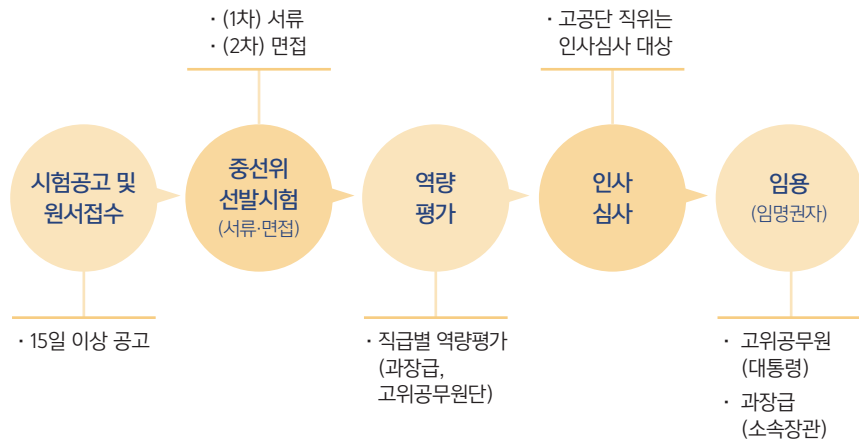 · (1차) 서류
· (2차) 면접
· 고공단 직위는
인사심사 대상
시험공고 및
원서접수
중선위
선발시험
(서류·면접)
역량
평가
인사
심사
임용
(임명권자)
· 15일 이상 공고
· 직급별 역량평가
(과장급,
고위공무원단)
· 고위공무원
(대통령)
· 과장급
(소속장관)